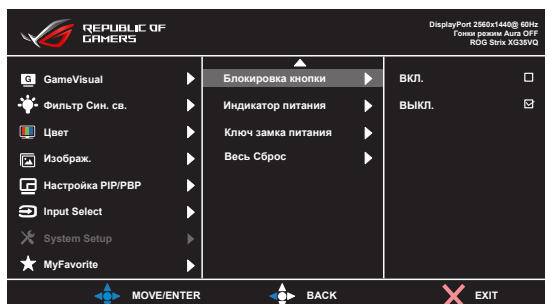 REPUBLIC OF
GAMERS
DisplayPort 2560x1440@ 60Hz
Гонки режим Aura OFF
ROG Strix XG35VQ
G GameVisual
Фильтр Син. св.
Цвет
Изображ.
Настройка PIP/PBP
Input Select
System Setup
MyFavorite
Блокировка кнопки
Индикатор питания
Ключ замка питания
Весь Сброс
ВКЛ.
ВЫКЛ.
MOVE/ENTER
BACK
EXIT